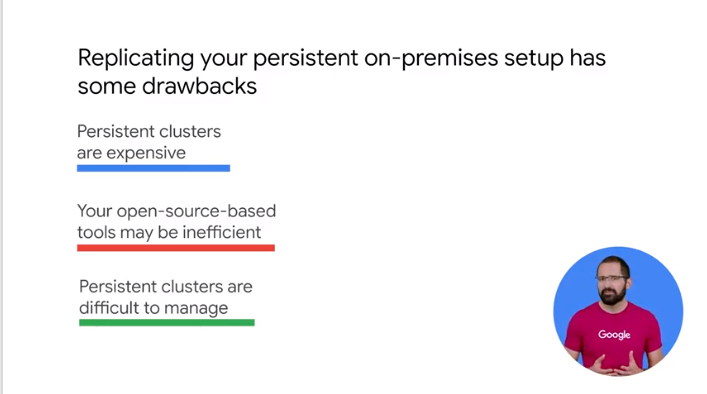 Replicating your persistent on-premises setup has
some drawbacks
Persistent clusters
are expensive
Your open-source-based
tools may be inefficient
Persistent clusters are
difficult to manage
Google